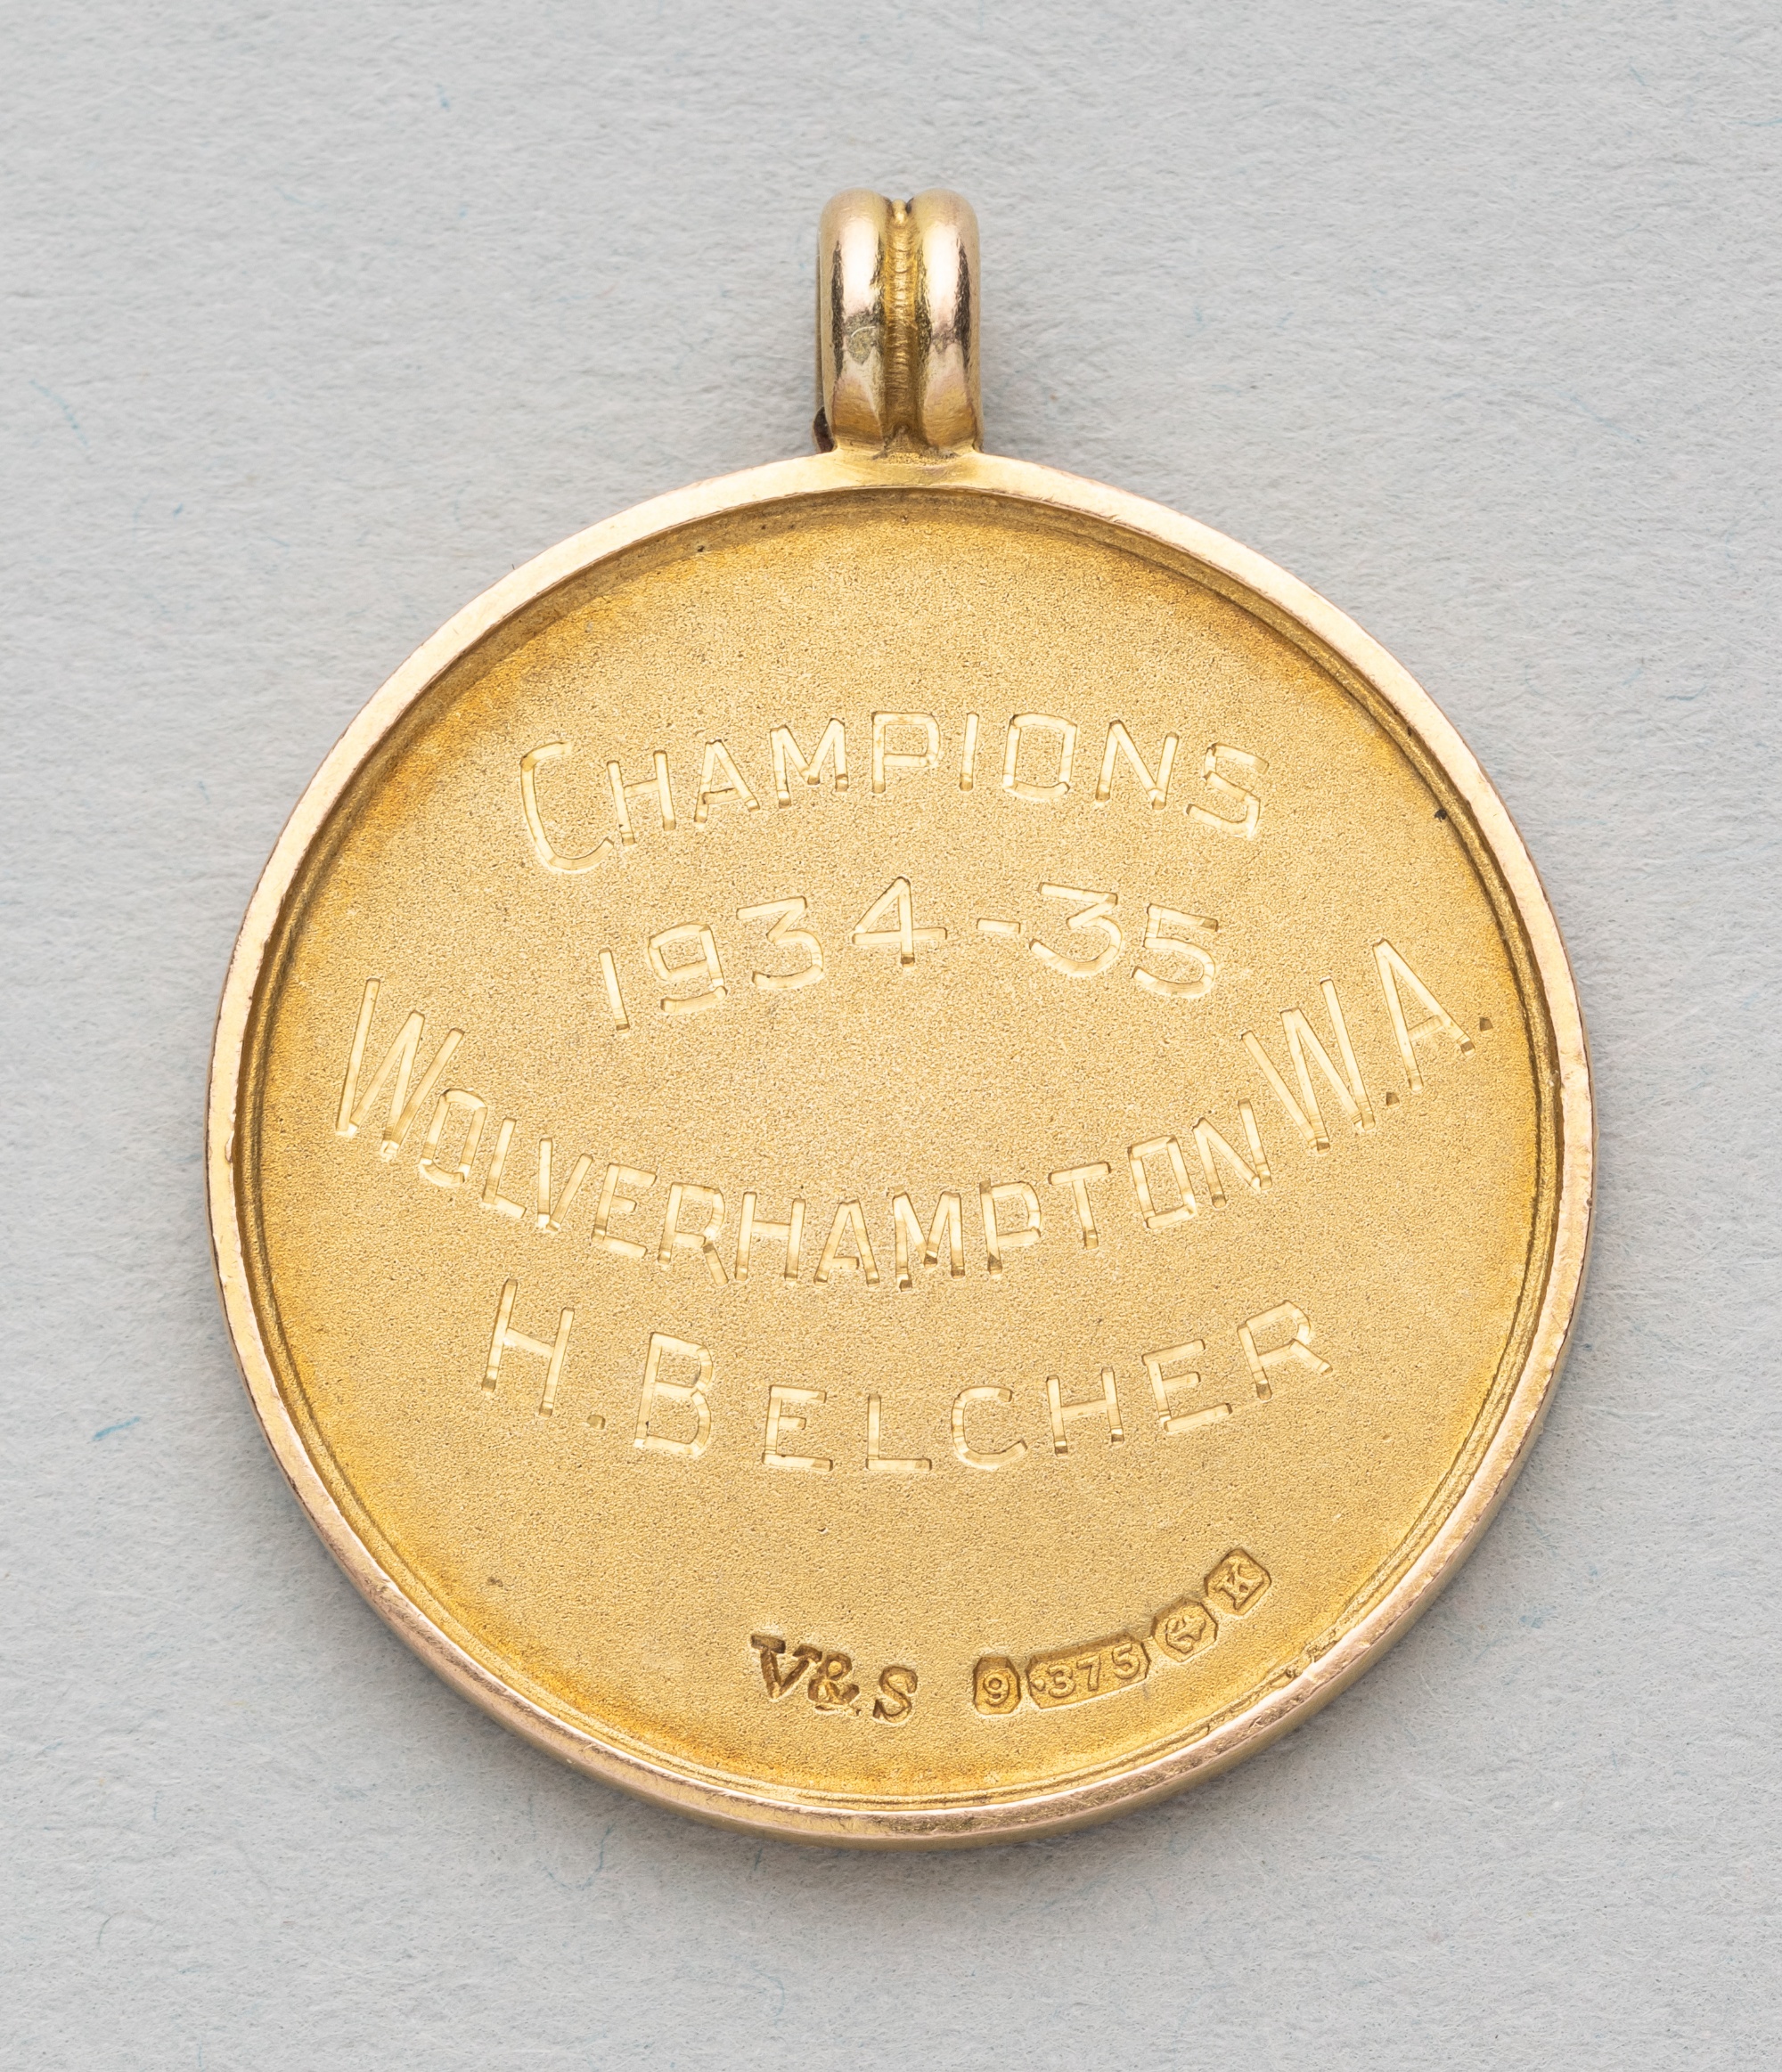 CHAMPIONS
1934-35
WOLVERHAMPTON W.A.
H. BELCHER
V&S 9 .375 K